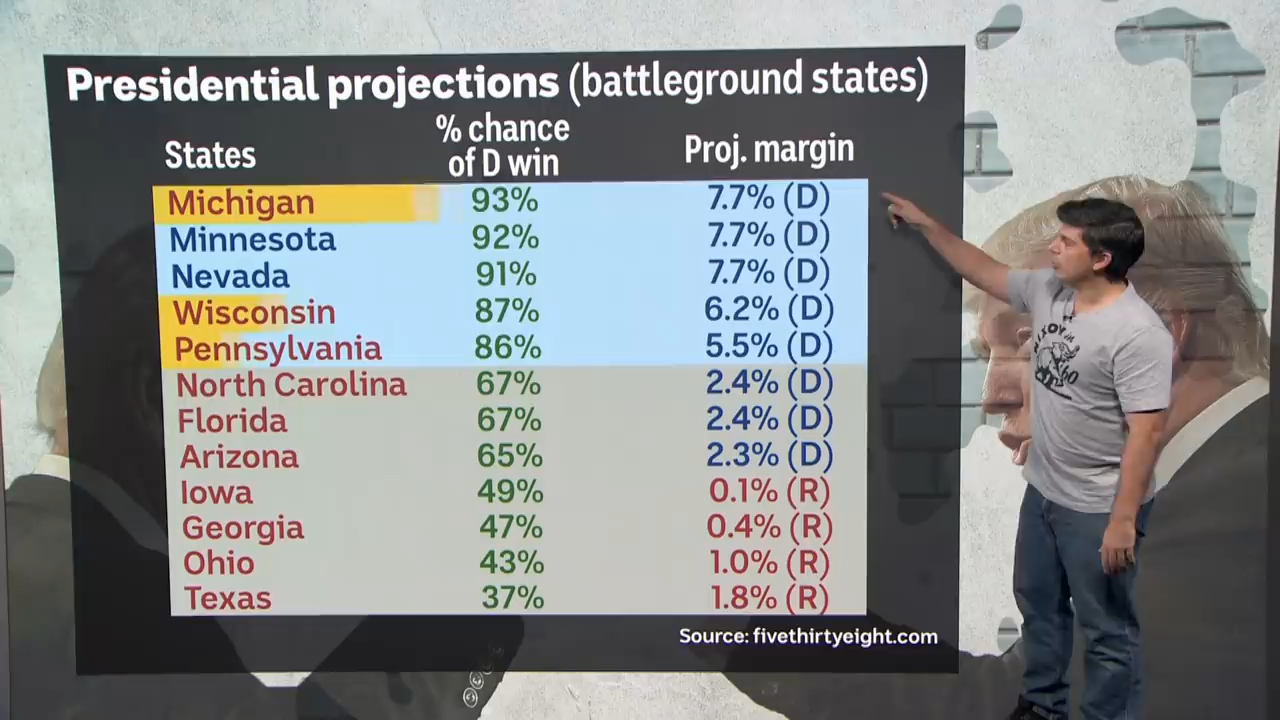 Presidential projections (battleground states)
States % chance of D win Proj. margin
Michigan 93% 7.7% (D)
Minnesota 92% 7.7% (D)
Nevada 91% 7.7% (D)
Wisconsin 87% 6.2% (D)
Pennsylvania 86% 5.5% (D)
North Carolina 67% 2.4% (D)
Florida 67% 2.4% (D)
Arizona 65% 2.3% (D)
Iowa 49% 0.1% (R)
Georgia 47% 0.4% (R)
Ohio 43% 1.0% (R)
Texas 37% 1.8% (R)
Source: fivethirtyeight.com
NIXON in
60